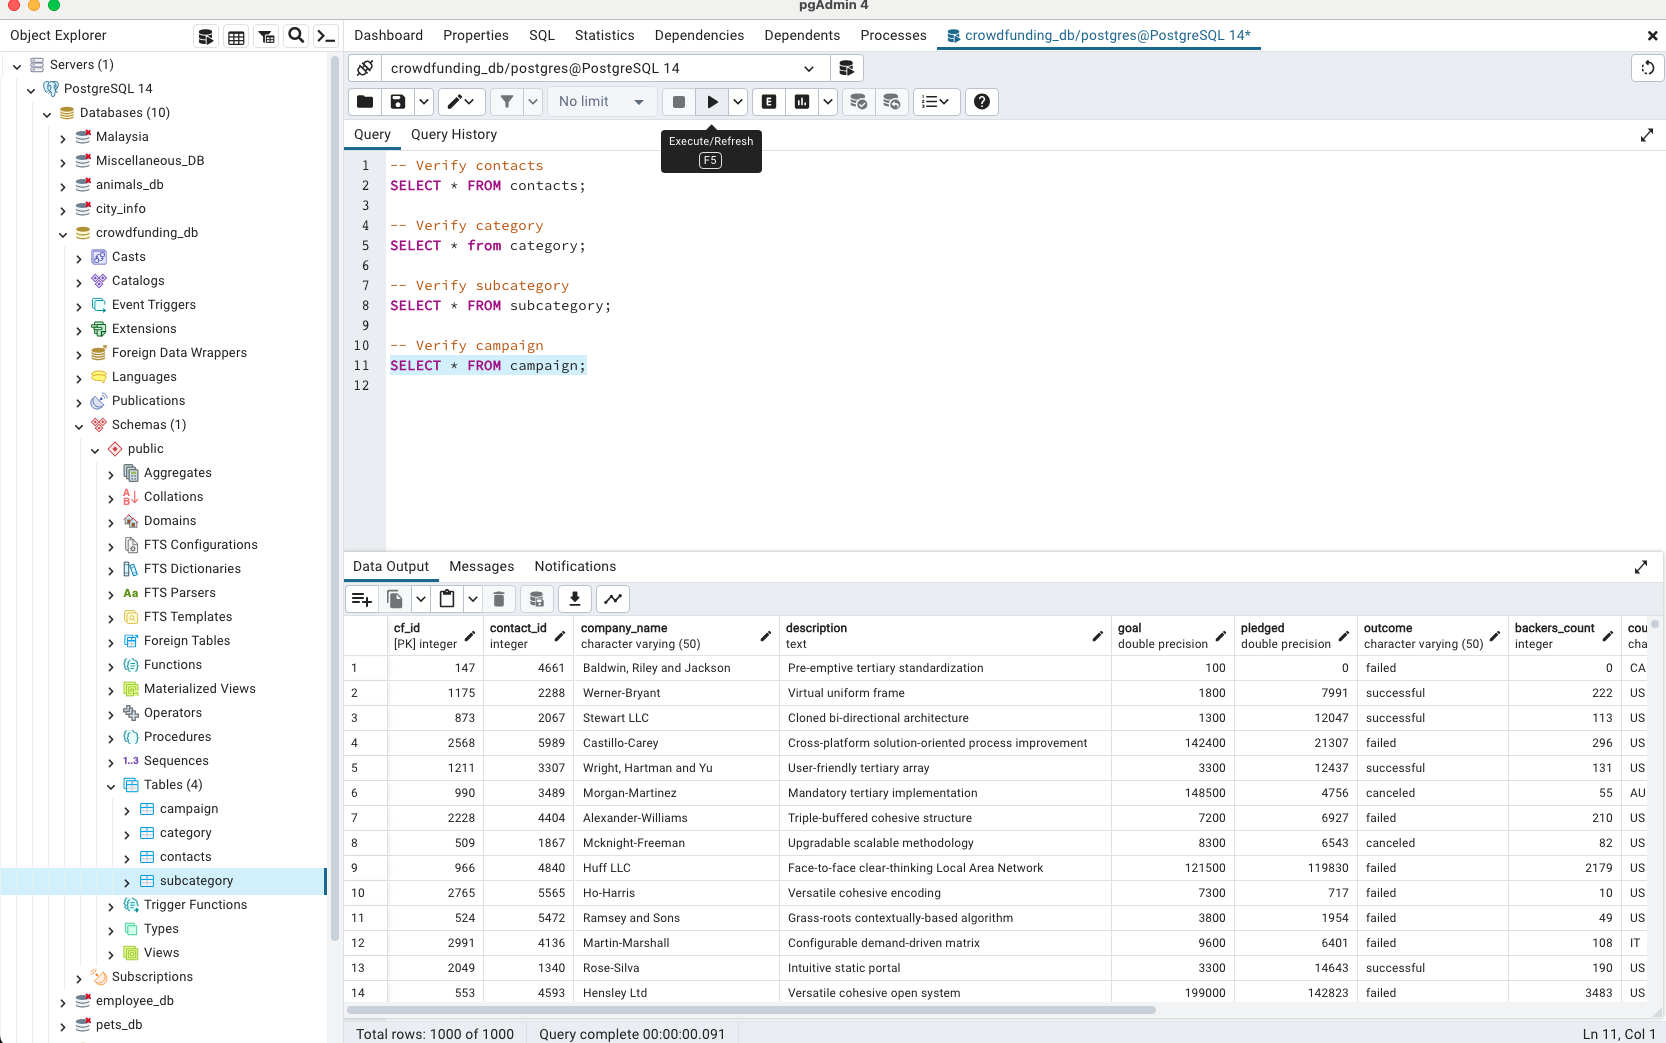 pgAdmin 4
Object Explorer
Dashboard Properties SQL Statistics Dependencies Dependents Processes crowdfunding_db/postgres@PostgreSQL 14*
Servers (1)
PostgreSQL 14
Databases (10)
Malaysia
Miscellaneous_DB
animals_db
city_info
crowdfunding_db
Casts
Catalogs
Event Triggers
Extensions
Foreign Data Wrappers
Languages
Publications
Schemas (1)
public
Aggregates
Collations
Domains
FTS Configurations
FTS Dictionaries
Aa FTS Parsers
FTS Templates
Foreign Tables
Functions
Materialized Views
Operators
Procedures
1..3 Sequences
Tables (4)
campaign
category
contacts
subcategory
Trigger Functions
Types
Views
Subscriptions
employee_db
pets_db
crowdfunding_db/postgres@PostgreSQL 14
No limit
E
Query Query History
Execute/Refresh
F5
1 -- Verify contacts
2 SELECT * FROM contacts;
3
4 -- Verify category
5 SELECT * from category;
6
7 -- Verify subcategory
8 SELECT * FROM subcategory;
9
10 -- Verify campaign
11 SELECT * FROM campaign;
12
Data Output Messages Notifications
cf_id contact_id company_name description goal pledged outcome backers_count cou
[PK] integer integer character varying (50) text double precision double precision character varying (50) integer cha
1 147 4661 Baldwin, Riley and Jackson Pre-emptive tertiary standardization 100 0 failed 0 CA
2 1175 2288 Werner-Bryant Virtual uniform frame 1800 7991 successful 222 US
3 873 2067 Stewart LLC Cloned bi-directional architecture 1300 12047 successful 113 US
4 2568 5989 Castillo-Carey Cross-platform solution-oriented process improvement 142400 21307 failed 296 US
5 1211 3307 Wright, Hartman and Yu User-friendly tertiary array 3300 12437 successful 131 US
6 990 3489 Morgan-Martinez Mandatory tertiary implementation 148500 4756 canceled 55 AU
7 2228 4404 Alexander-Williams Triple-buffered cohesive structure 7200 6927 failed 210 US
8 509 1867 Mcknight-Freeman Upgradable scalable methodology 8300 6543 canceled 82 US
9 966 4840 Huff LLC Face-to-face clear-thinking Local Area Network 121500 119830 failed 2179 US
10 2765 5565 Ho-Harris Versatile cohesive encoding 7300 717 failed 10 US
11 524 5472 Ramsey and Sons Grass-roots contextually-based algorithm 3800 1954 failed 49 US
12 2991 4136 Martin-Marshall Configurable demand-driven matrix 9600 6401 failed 108 IT
13 2049 1340 Rose-Silva Intuitive static portal 3300 14643 successful 190 US
14 553 4593 Hensley Ltd Versatile cohesive open system 199000 142823 failed 3483 US
Total rows: 1000 of 1000 Query complete 00:00:00.091 Ln 11, Col 1